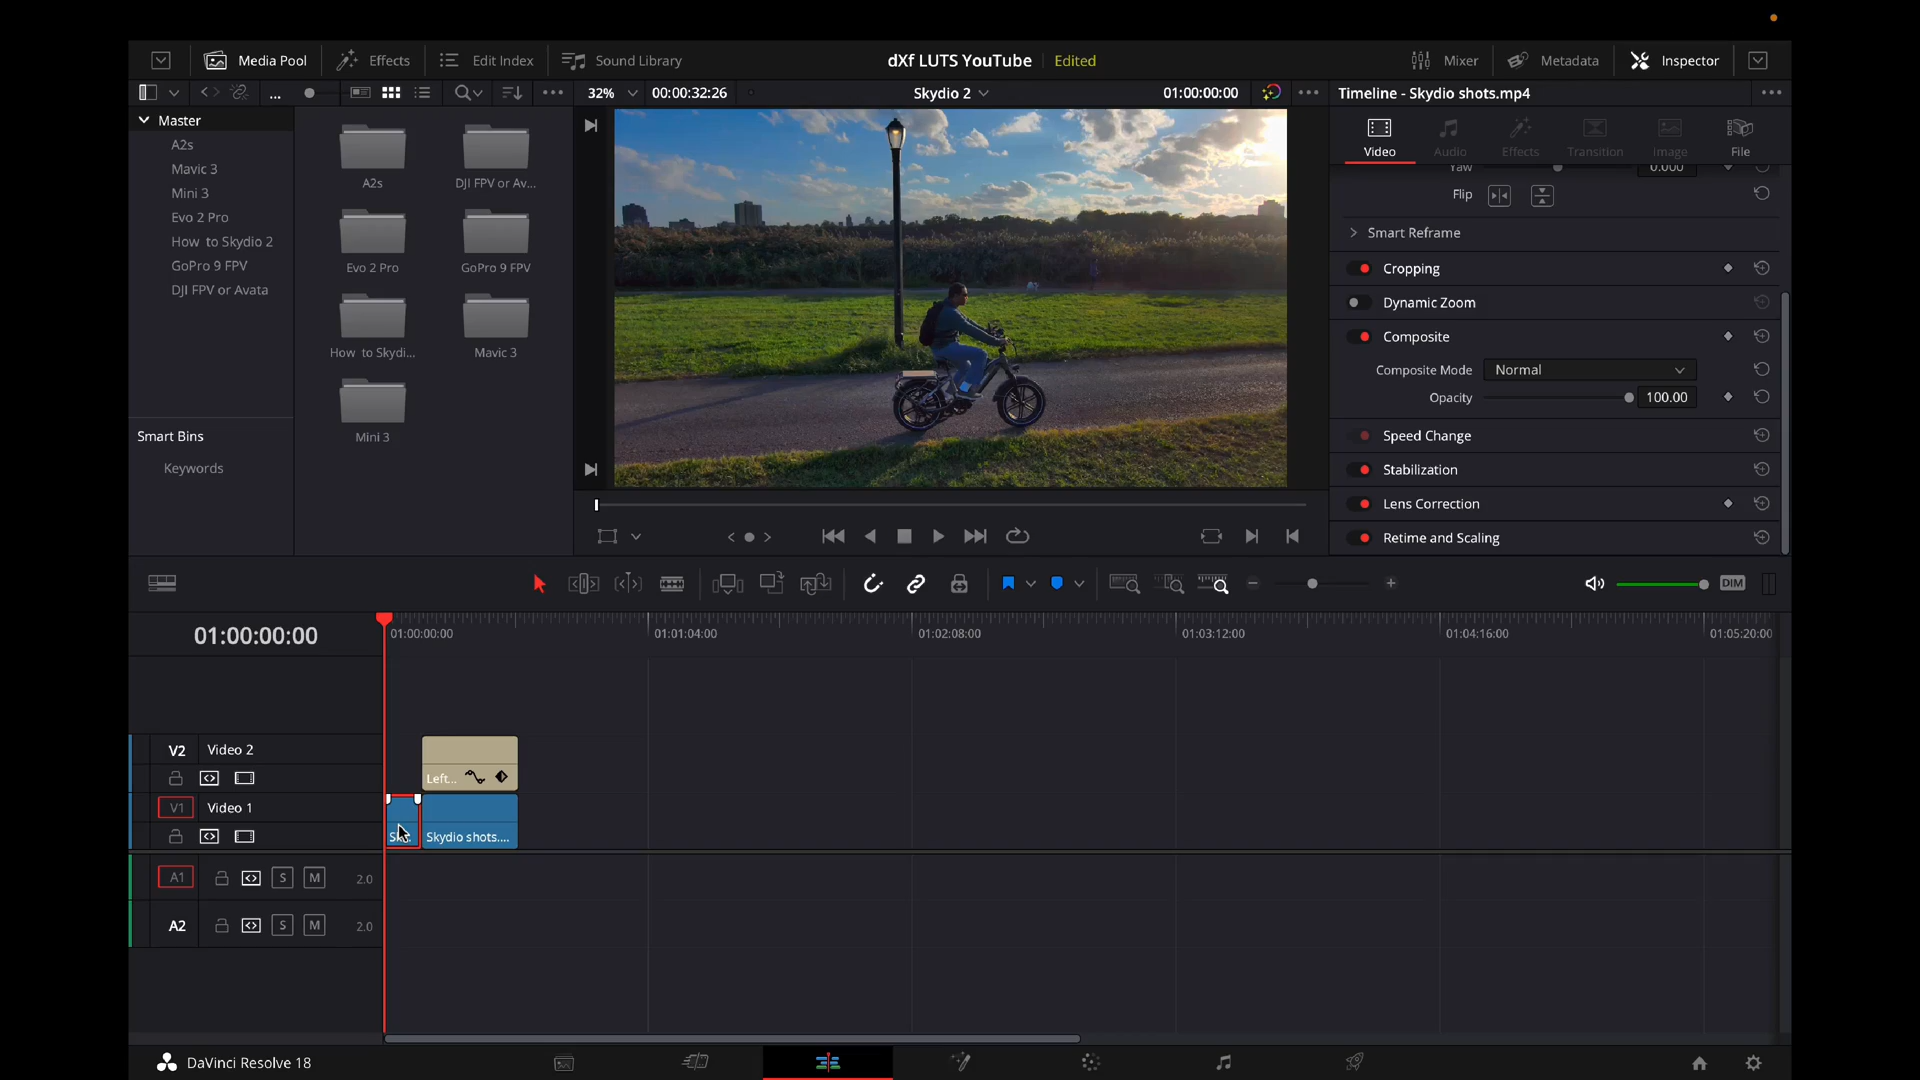 Media Pool
Effects
Edit Index
Sound Library
dXf LUTS YouTube
Edited
Mixer
Metadata
Inspector
...
32%
00:00:32:26
Skydio 2
01:00:00:00
Timeline - Skydio shots.mp4
Master
A2s
Mavic 3
Mini 3
Evo 2 Pro
How to Skydio 2
GoPro 9 FPV
DJI FPV or Avata
Smart Bins
Keywords
A2s
DJI FPV or Av...
Evo 2 Pro
GoPro 9 FPV
How to Skydi...
Mavic 3
Mini 3
Video
Audio
Effects
Transition
Image
File
Yaw
0.000
Flip
Smart Reframe
Cropping
Dynamic Zoom
Composite
Composite Mode
Normal
Opacity
100.00
Speed Change
Stabilization
Lens Correction
Retime and Scaling
DIM
01:00:00:00
01:00:00:00
01:01:04:00
01:02:08:00
01:03:12:00
01:04:16:00
01:05:20:00
V2
Video 2
Left...
V1
Video 1
Skydio shots....
A1
S
M
2.0
A2
S
M
2.0
DaVinci Resolve 18